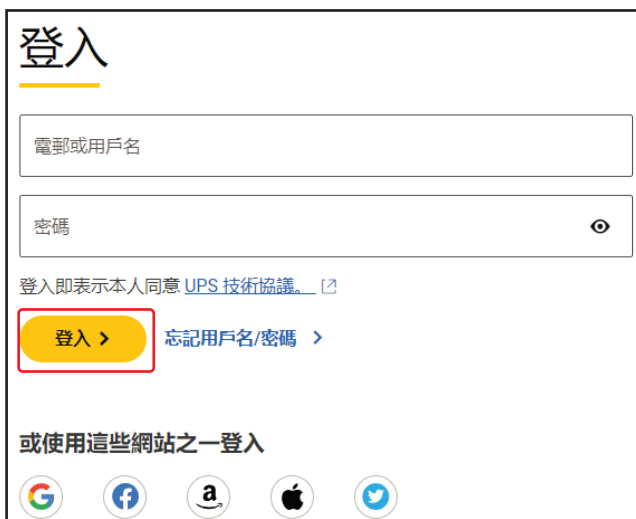 登入
電郵或用戶名
密碼
登入即表示本人同意 UPS 技術協議。
登入 忘記用戶名/密碼
或使用這些網站之一登入